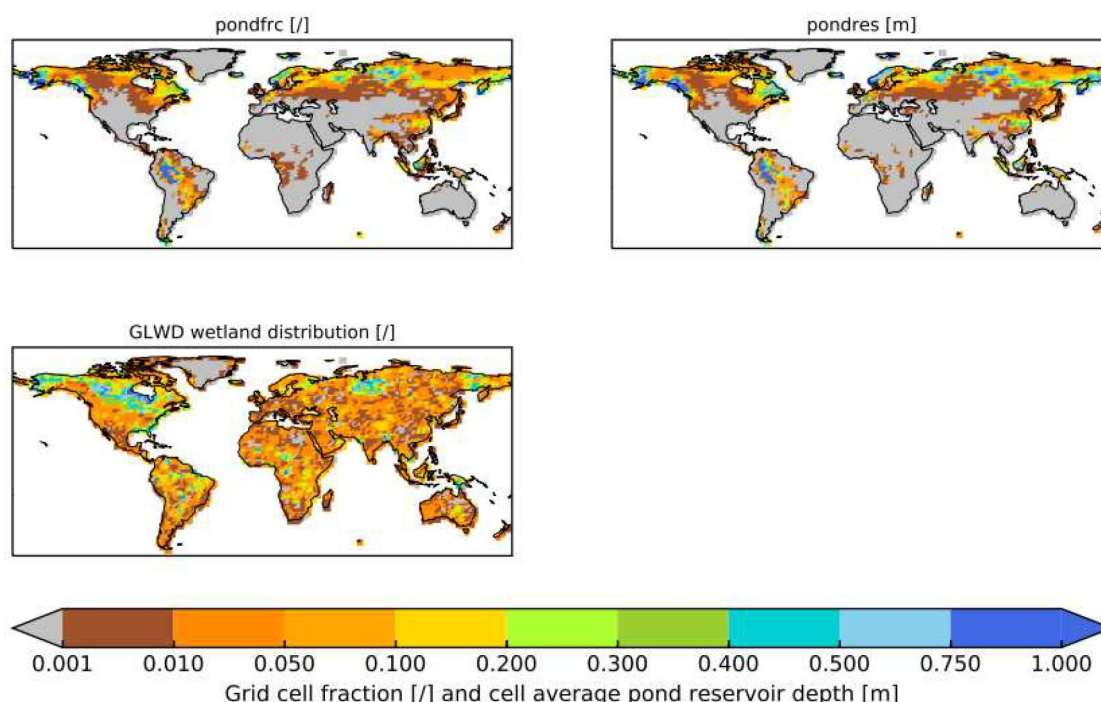 pondfrc [/]
pondres [m]
GLWD wetland distribution [/]
0.001 0.010 0.050 0.100 0.200 0.300 0.400 0.500 0.750 1.000
Grid cell fraction [/] and cell average pond reservoir depth [m]